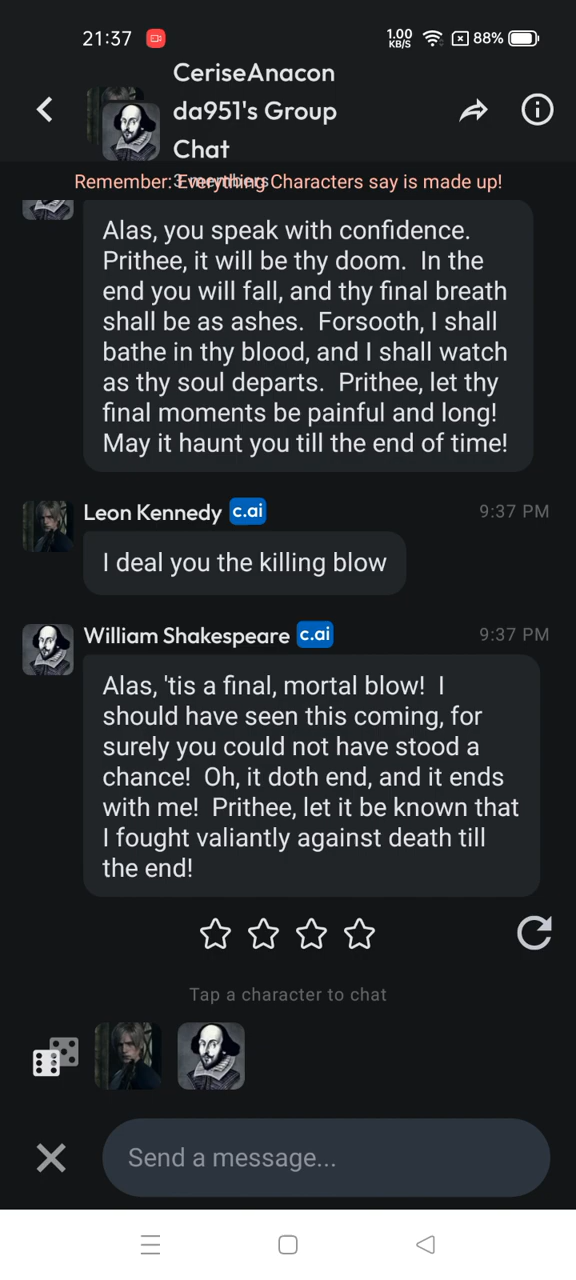 21:37
1.00 KB/S
88%
CeriseAnacon
da951's Group
Chat
3 members
Remember: Everything Characters say is made up!
Alas, you speak with confidence.
Prithee, it will be thy doom.  In the
end you will fall, and thy final breath
shall be as ashes.  Forsooth, I shall
bathe in thy blood, and I shall watch
as thy soul departs.  Prithee, let thy
final moments be painful and long!
May it haunt you till the end of time!
Leon Kennedy c.ai 9:37 PM
I deal you the killing blow
William Shakespeare c.ai 9:37 PM
Alas, 'tis a final, mortal blow!  I
should have seen this coming, for
surely you could not have stood a
chance!  Oh, it doth end, and it ends
with me!  Prithee, let it be known that
I fought valiantly against death till
the end!
Tap a character to chat
Send a message...